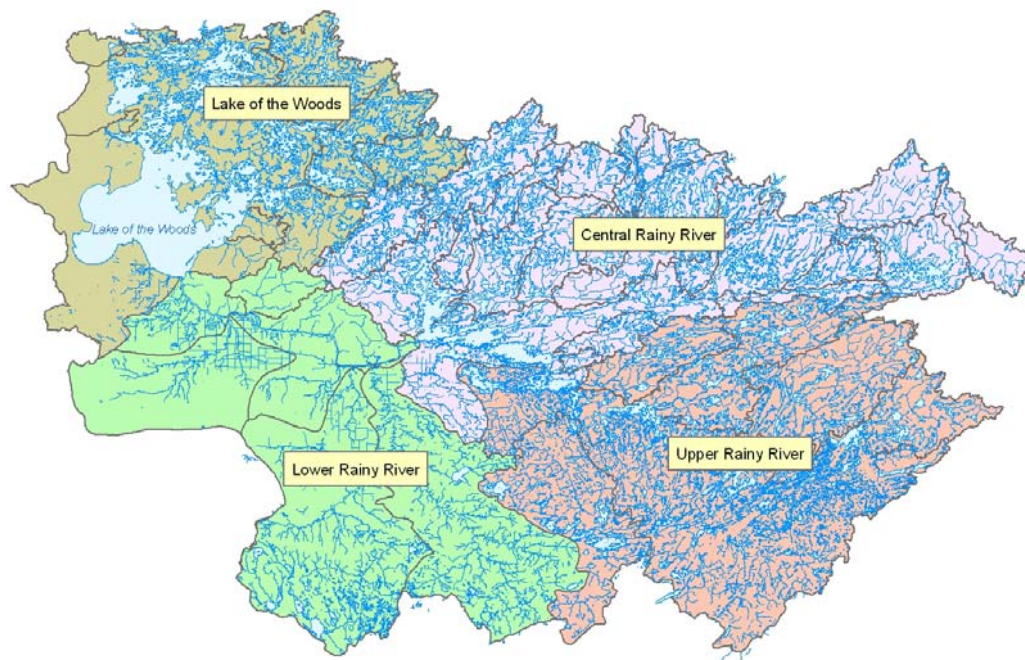 Lake of the Woods
Lake of the Woods
Central Rainy River
Upper Rainy River
Lower Rainy River